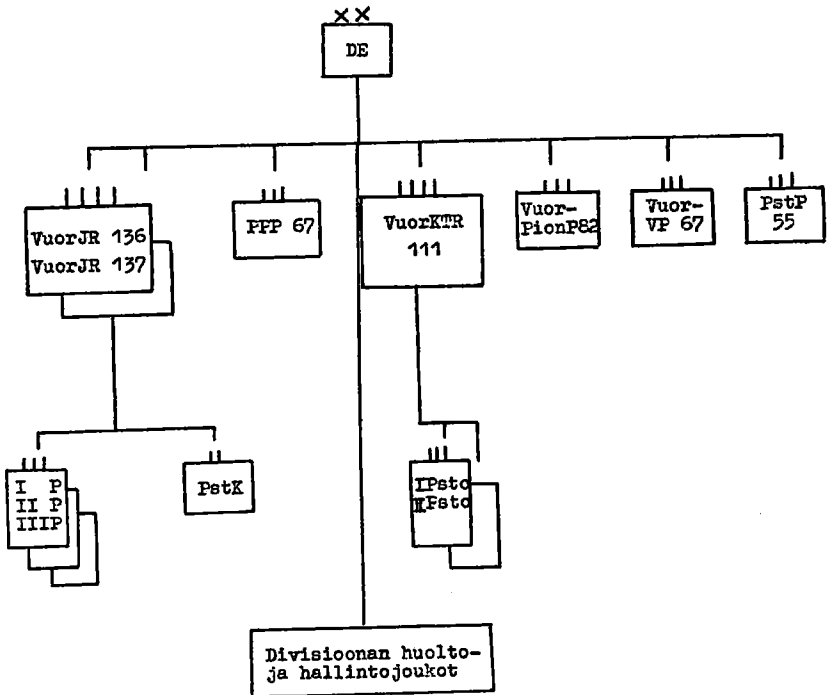 DE
VuorJR 136
VuorJR 137
PPP 67
VuorKTR
111
Vuor-
PionP82
Vuor-
VP 67
PstP
55
I P
II P
IIIP
PstK
IPsto
IIPsto
Divisioonan huolto-
ja hallintojoukot